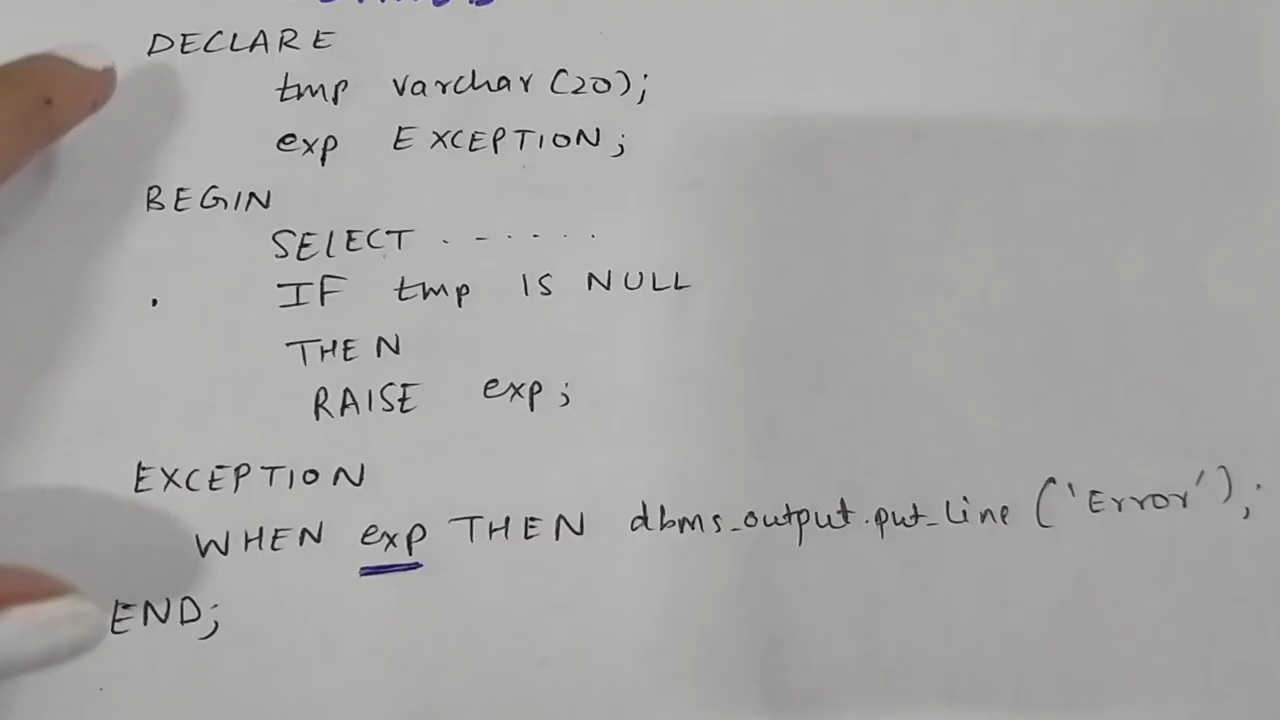 DECLARE
tmp varchar(20);
exp EXCEPTION;
BEGIN
SELECT . - . . . . .
IF tmp IS NULL
THEN
RAISE exp;
EXCEPTION
WHEN exp THEN dbms_output.put_line('Error');
END;